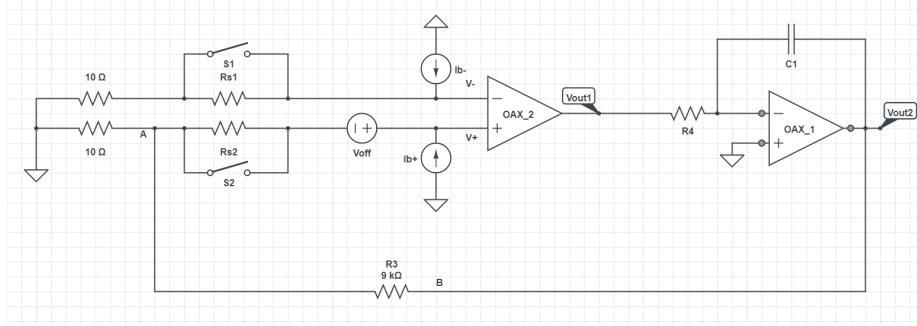 S1
10 Ω
Rs1
Ib-
V-
C1
Vout1
OAX_2
R4
OAX_1
Vout2
A
V+
10 Ω
Rs2
Voff
Ib+
S2
R3
9 kΩ
B